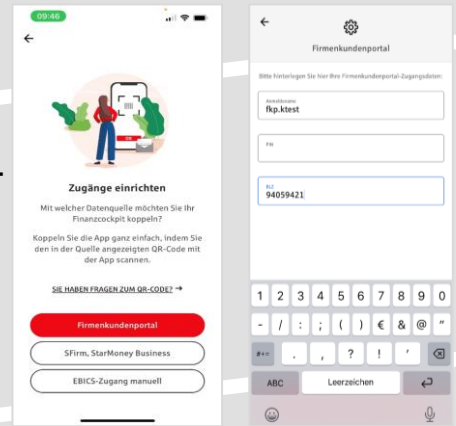 09:46
Zugänge einrichten
Mit welcher Datenquelle möchten Sie Ihr
Finanzcockpit koppeln?
Koppeln Sie die App ganz einfach, indem Sie
den in der Quelle angezeigten QR-Code mit
der App scannen.
SIE HABEN FRAGEN ZUM QR-CODE? →
Firmenkundenportal
SFirm, StarMoney Business
EBICS-Zugang manuell
Firmenkundenportal
Bitte hinterlegen Sie hier Ihre Firmenkundenportal-Zugangsdaten:
Anmeldename
fkp.ktest
PIN
BLZ
94059421
1 2 3 4 5 6 7 8 9 0
- / : ; ( ) € & @ "
#+= . , ? ! ' 
ABC Leerzeichen